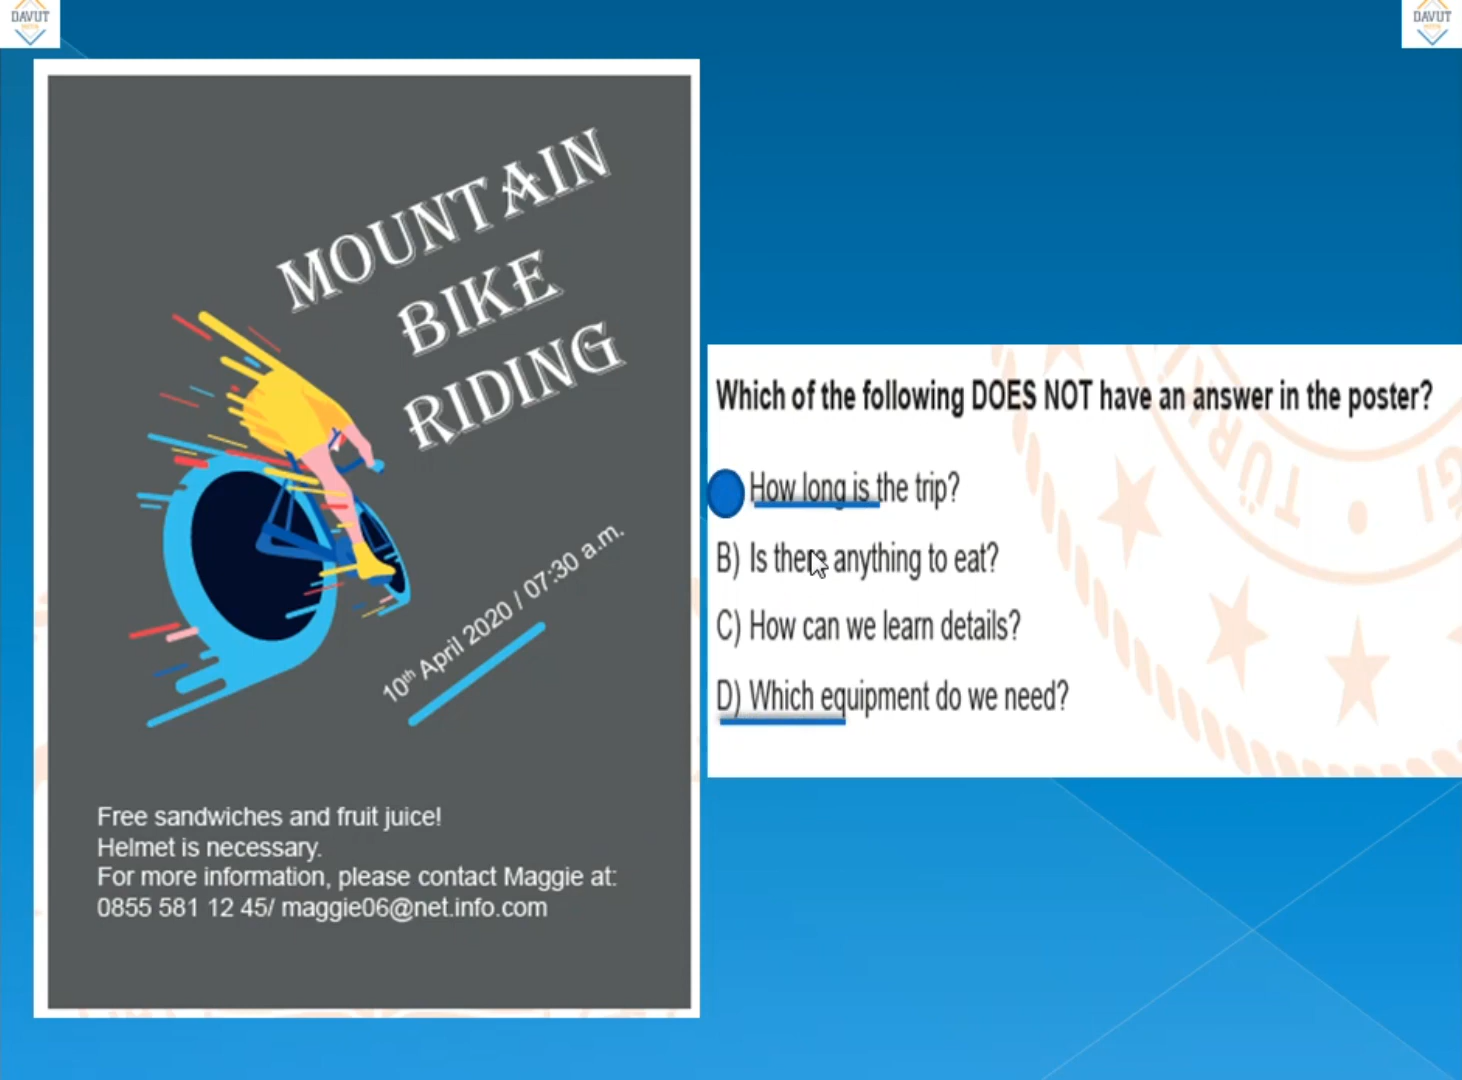 DAVUT
DAVUT
MOUNTAIN
BIKE
RIDING
10th April 2020 / 07:30 a.m.
Free sandwiches and fruit juice!
Helmet is necessary.
For more information, please contact Maggie at:
0855 581 12 45/ maggie06@net.info.com
Which of the following DOES NOT have an answer in the poster?
How long is the trip?
B) Is there anything to eat?
C) How can we learn details?
D) Which equipment do we need?